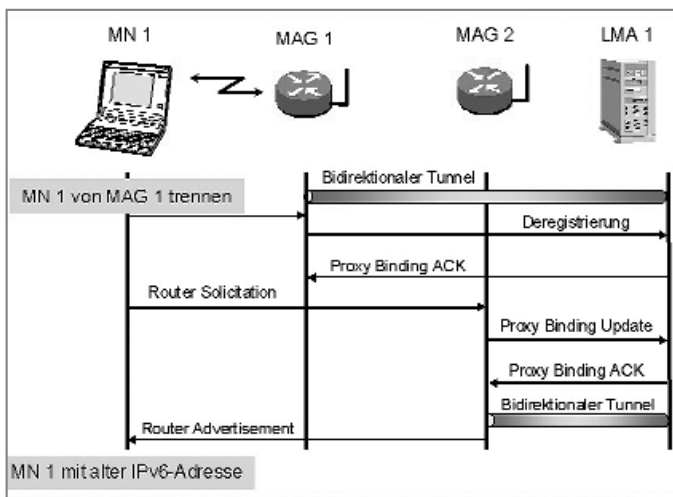 MN 1
MAG 1
MAG 2
LMA 1
Bidirektionaler Tunnel
MN 1 von MAG 1 trennen
Deregistrierung
Proxy Binding ACK
Router Solicitation
Proxy Binding Update
Proxy Binding ACK
Bidirektionaler Tunnel
Router Advertisement
MN 1 mit alter IPv6-Adresse